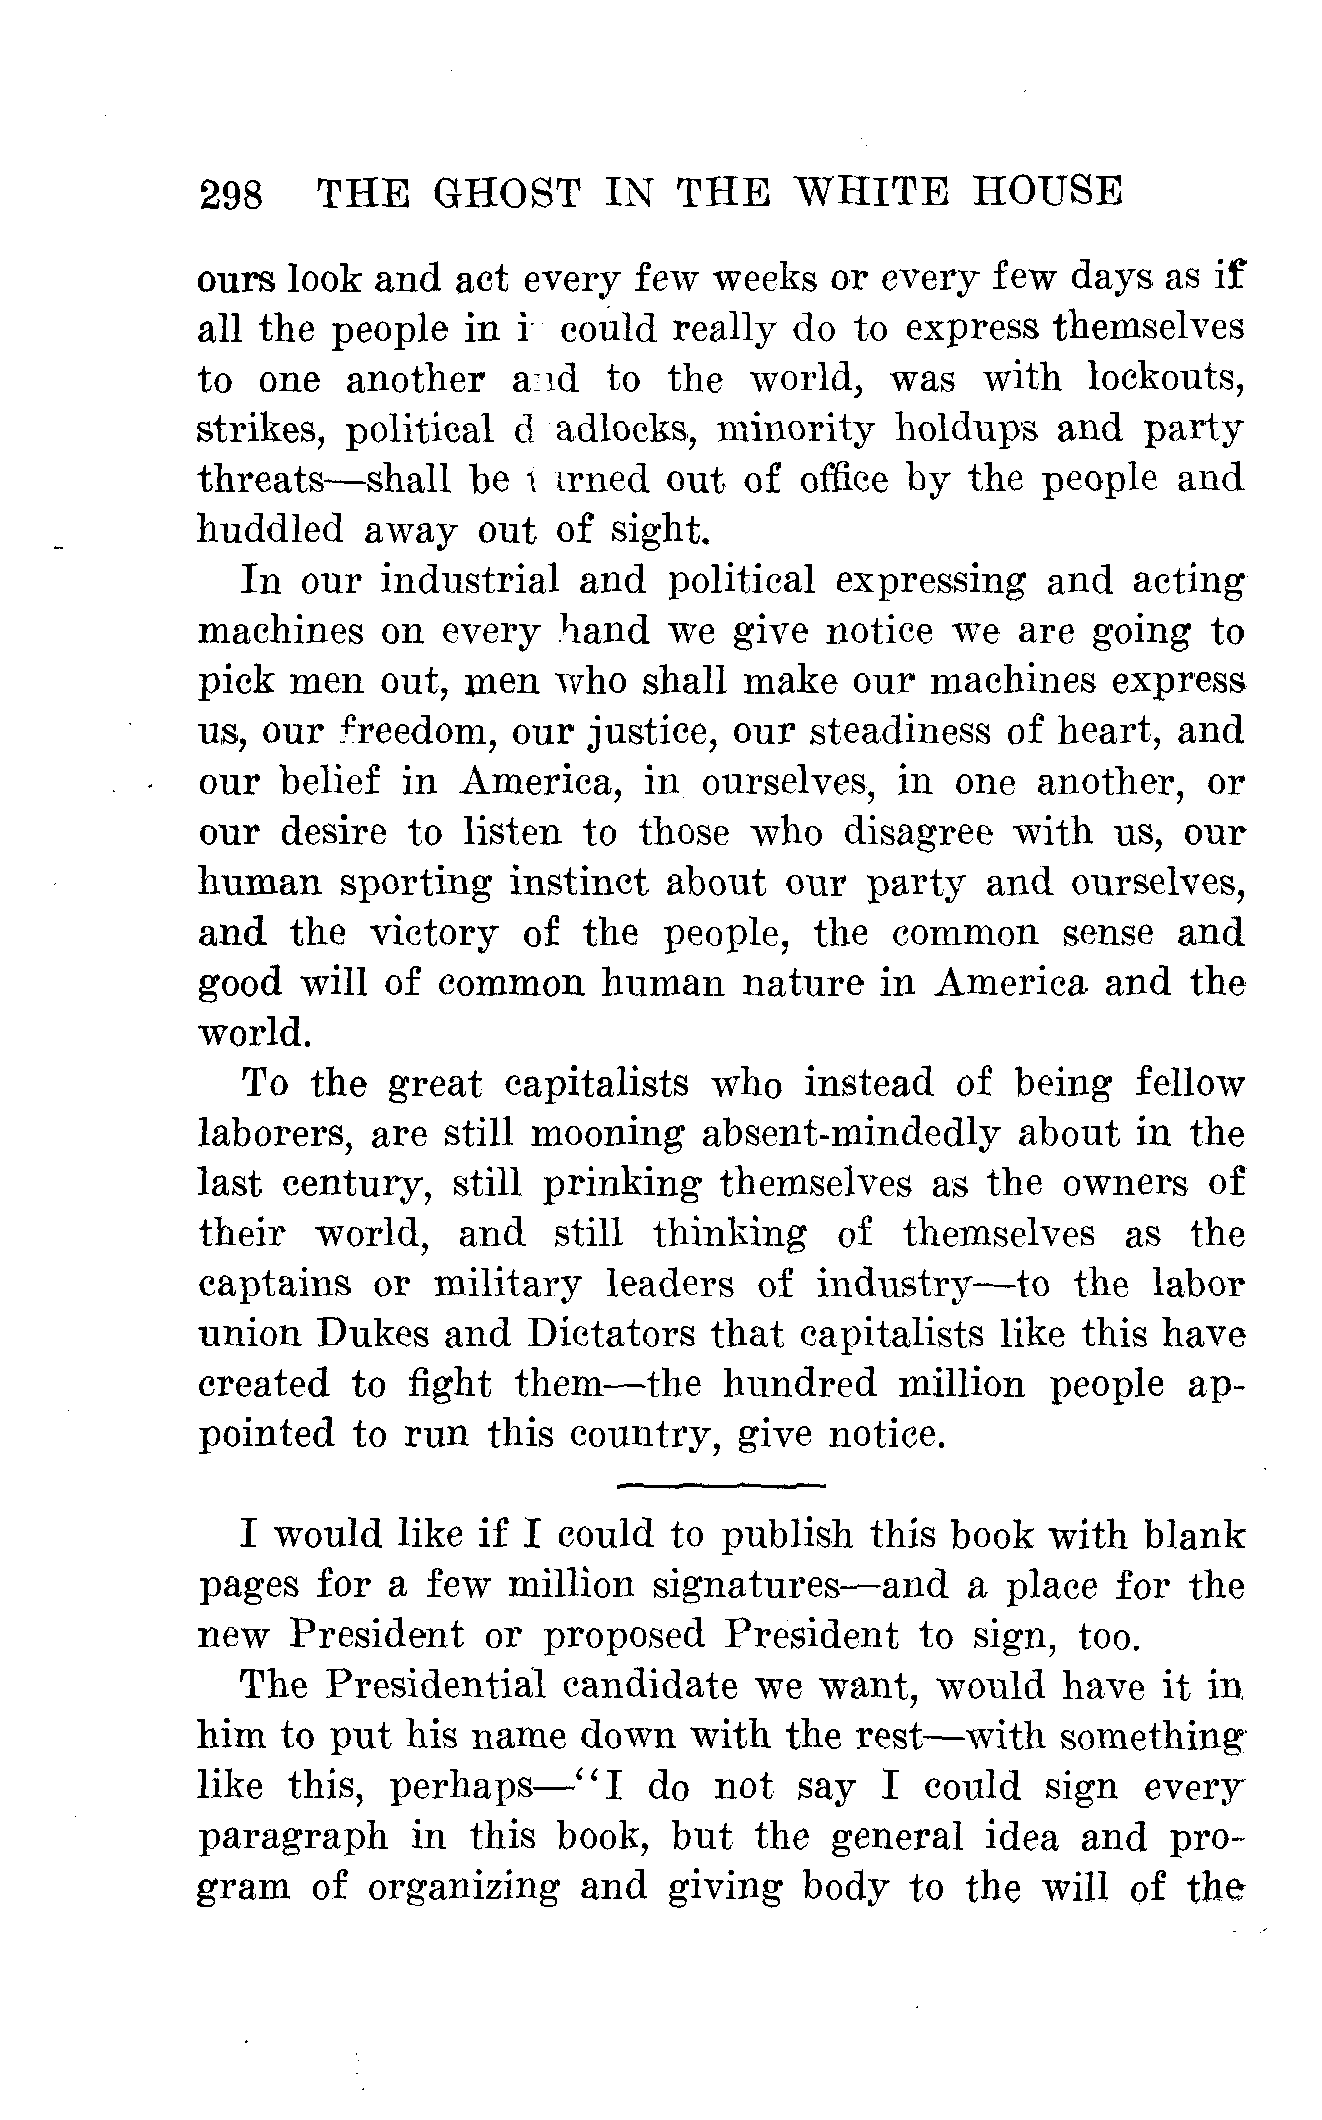 298 THE GHOST IN THE WHITE HOUSE
ours look and act every few weeks or every few days as if
all the people in i could really do to express themselves
to one another and to the world, was with lockouts,
strikes, political d adlocks, minority holdups and party
threats—shall be turned out of office by the people and
huddled away out of sight.
In our industrial and political expressing and acting
machines on every hand we give notice we are going to
pick men out, men who shall make our machines express
us, our freedom, our justice, our steadiness of heart, and
our belief in America, in ourselves, in one another, or
our desire to listen to those who disagree with us, our
human sporting instinct about our party and ourselves,
and the victory of the people, the common sense and
good will of common human nature in America and the
world.
To the great capitalists who instead of being fellow
laborers, are still mooning absent-mindedly about in the
last century, still prinking themselves as the owners of
their world, and still thinking of themselves as the
captains or military leaders of industry—to the labor
union Dukes and Dictators that capitalists like this have
created to fight them—the hundred million people ap-
pointed to run this country, give notice.
I would like if I could to publish this book with blank
pages for a few million signatures—and a place for the
new President or proposed President to sign, too.
The Presidential candidate we want, would have it in
him to put his name down with the rest—with something
like this, perhaps—“I do not say I could sign every
paragraph in this book, but the general idea and pro-
gram of organizing and giving body to the will of the